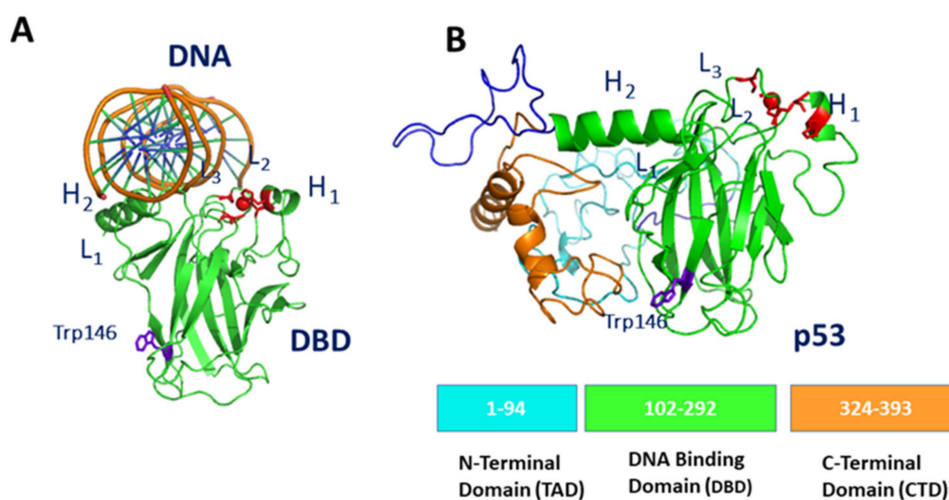 A
DNA
L₃
L₂
H₂
H₁
L₁
Trp146
DBD
B
H₂
L₃
L₂
H₁
L₁
Trp146
p53
1-94
102-292
324-393
N-Terminal
Domain (TAD)
DNA Binding
Domain (DBD)
C-Terminal
Domain (CTD)